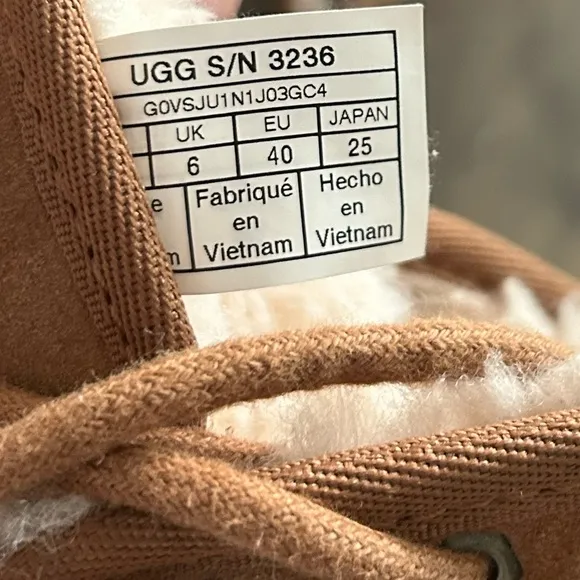 UGG S/N 3236
G0VSJU1N1J03GC4
UK EU JAPAN
6 40 25
Fabriqué Hecho
en en
Vietnam Vietnam